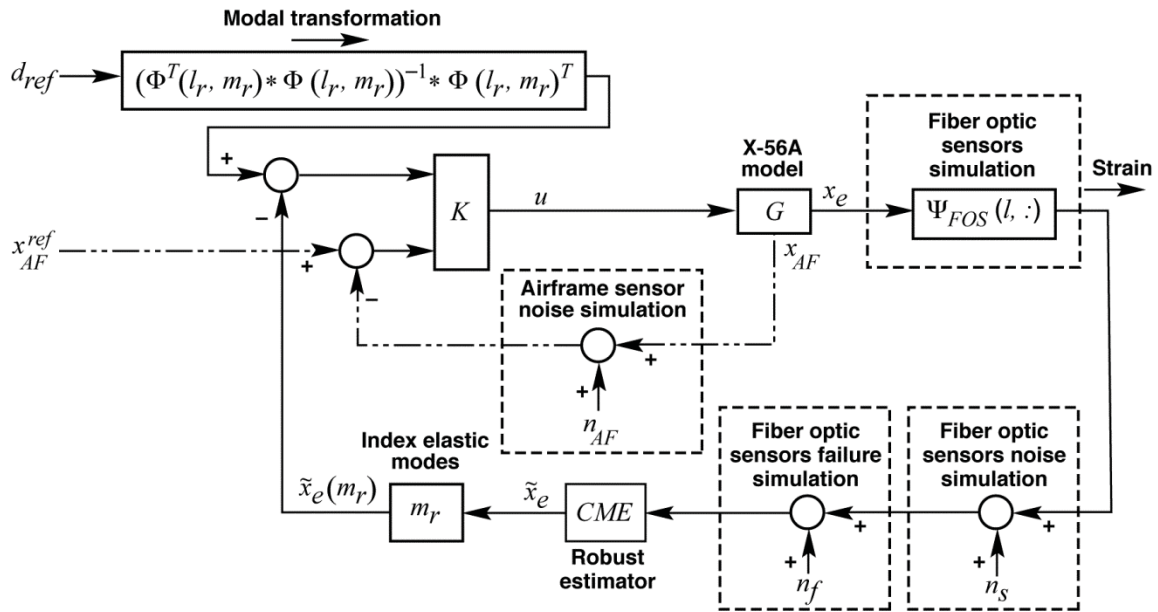 Modal transformation
d_ref
(Φ^T(l_r, m_r) * Φ (l_r, m_r))^−1 * Φ (l_r, m_r)^T
Fiber optic
sensors
simulation
X-56A
model
Strain
+
−
K
u
G
x_e
Ψ_FOS (l, :)
x_AF^ref
+
−
x_AF
Airframe sensor
noise simulation
+
+
n_AF
Index elastic
modes
Fiber optic
sensors failure
simulation
Fiber optic
sensors noise
simulation
x̃_e(m_r)
m_r
x̃_e
CME
Robust
estimator
+
+
n_f
+
+
n_s